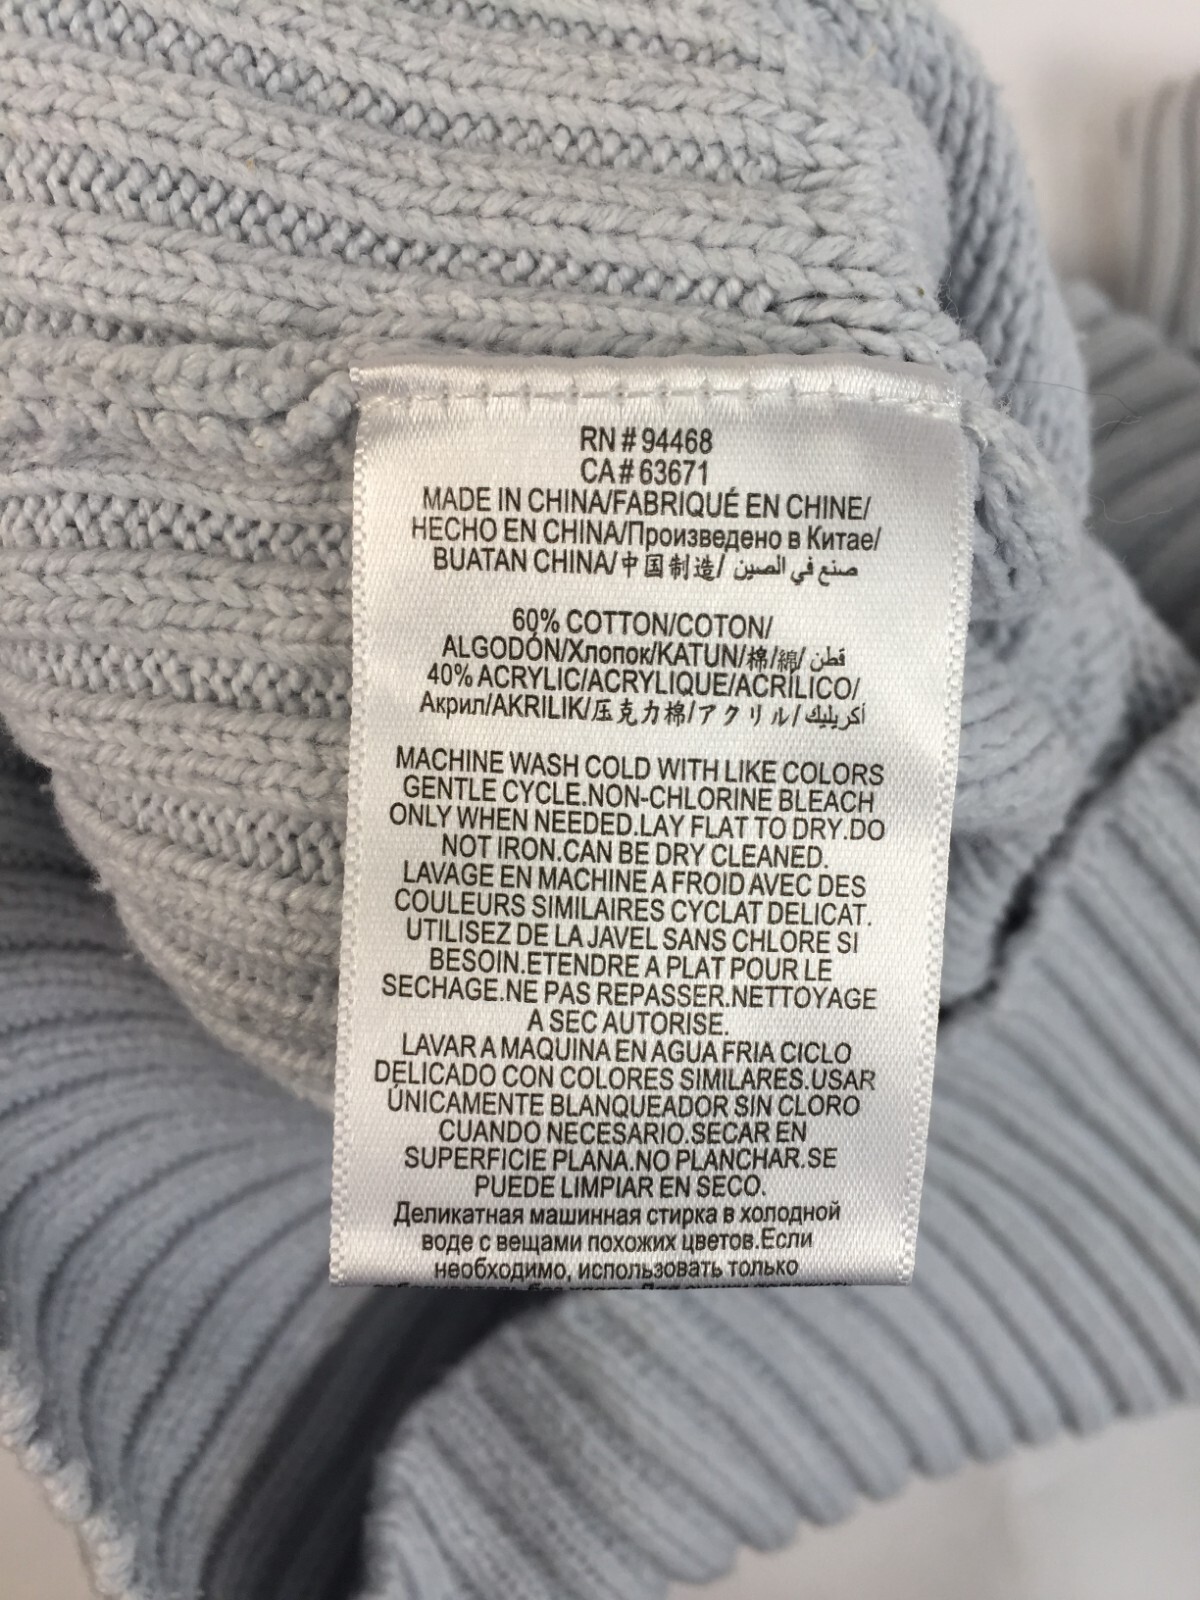 RN # 94468
CA# 63671
MADE IN CHINA/FABRIQUÉ EN CHINE/
HECHO EN CHINA/Произведено в Китае/
BUATAN CHINA/中国制造/ صنع في الصين
60% COTTON/COTON/
ALGODÓN/Хлопок/KATUN/棉/綿/ قطن
40% ACRYLIC/ACRYLIQUE/ACRÍLICO/
Акрил/AKRILIK/压克力棉/アクリル/ أكريليك
MACHINE WASH COLD WITH LIKE COLORS
GENTLE CYCLE.NON-CHLORINE BLEACH
ONLY WHEN NEEDED.LAY FLAT TO DRY.DO
NOT IRON.CAN BE DRY CLEANED.
LAVAGE EN MACHINE A FROID AVEC DES
COULEURS SIMILAIRES CYCLAT DELICAT.
UTILISEZ DE LA JAVEL SANS CHLORE SI
BESOIN.ETENDRE A PLAT POUR LE
SECHAGE.NE PAS REPASSER.NETTOYAGE
A SEC AUTORISE.
LAVAR A MAQUINA EN AGUA FRIA CICLO
DELICADO CON COLORES SIMILARES.USAR
ÚNICAMENTE BLANQUEADOR SIN CLORO
CUANDO NECESARIO.SECAR EN
SUPERFICIE PLANA.NO PLANCHAR.SE
PUEDE LIMPIAR EN SECO.
Деликатная машинная стирка в холодной
воде с вещами похожих цветов.Если
необходимо, использовать только